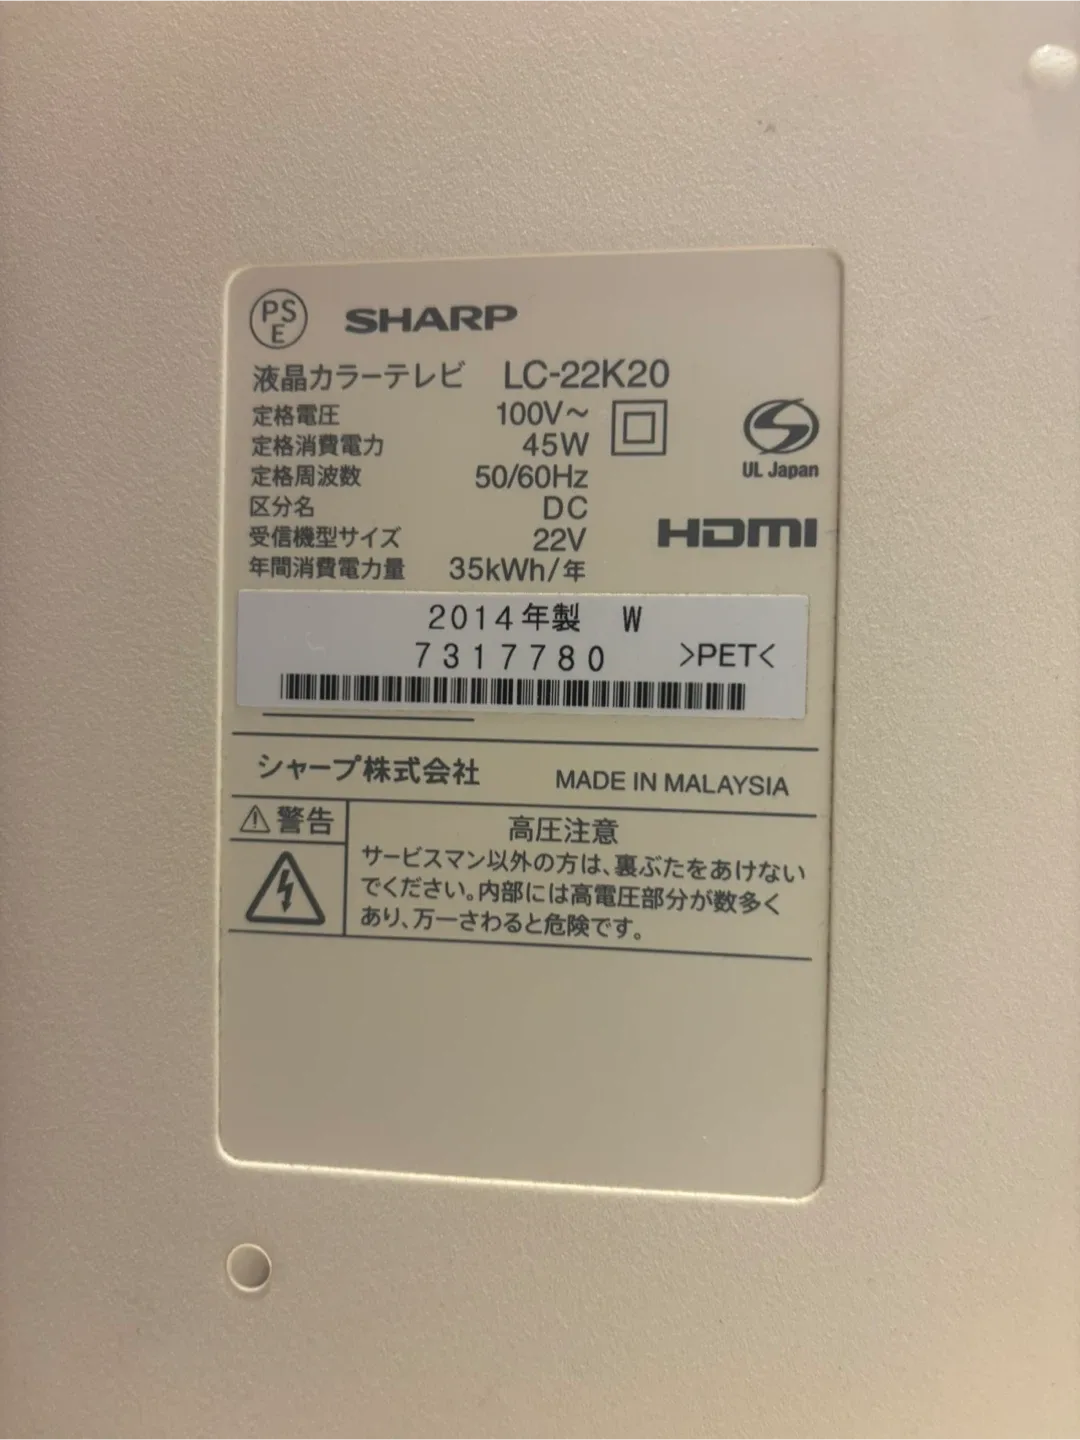 PS
E
SHARP
液晶カラーテレビ LC-22K20
定格電圧 100V~
定格消費電力 45W
定格周波数 50/60Hz
区分名 DC
受信機型サイズ 22V
年間消費電力量 35kWh/年
UL Japan
HDMI
2014年製 W
7317780 >PET<
シャープ株式会社 MADE IN MALAYSIA
⚠警告
高圧注意
サービスマン以外の方は、裏ぶたをあけない
でください。内部には高電圧部分が数多く
あり、万一さわると危険です。